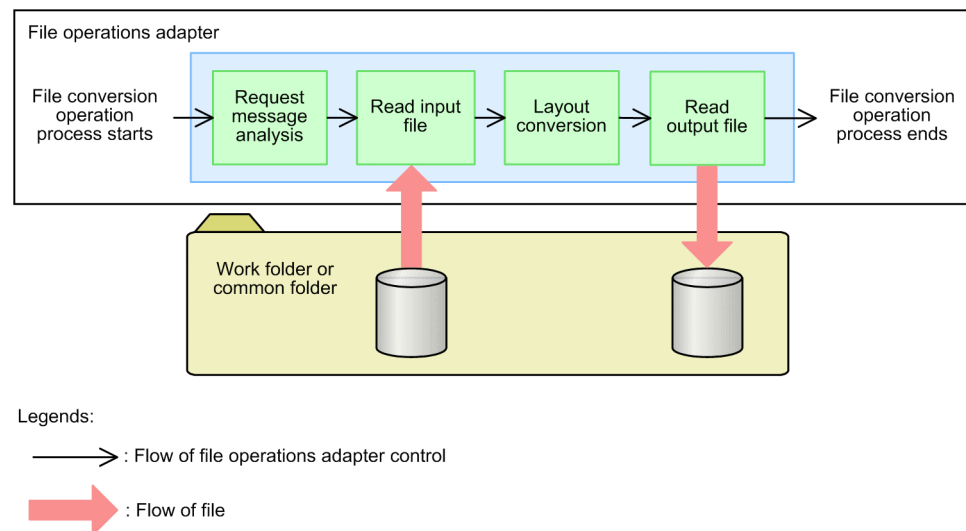 File operations adapter
File conversion
operation
process starts
Request
message
analysis
Read input
file
Layout
conversion
Read
output file
File conversion
operation
process ends
Work folder or
common folder
Legends:
: Flow of file operations adapter control
: Flow of file